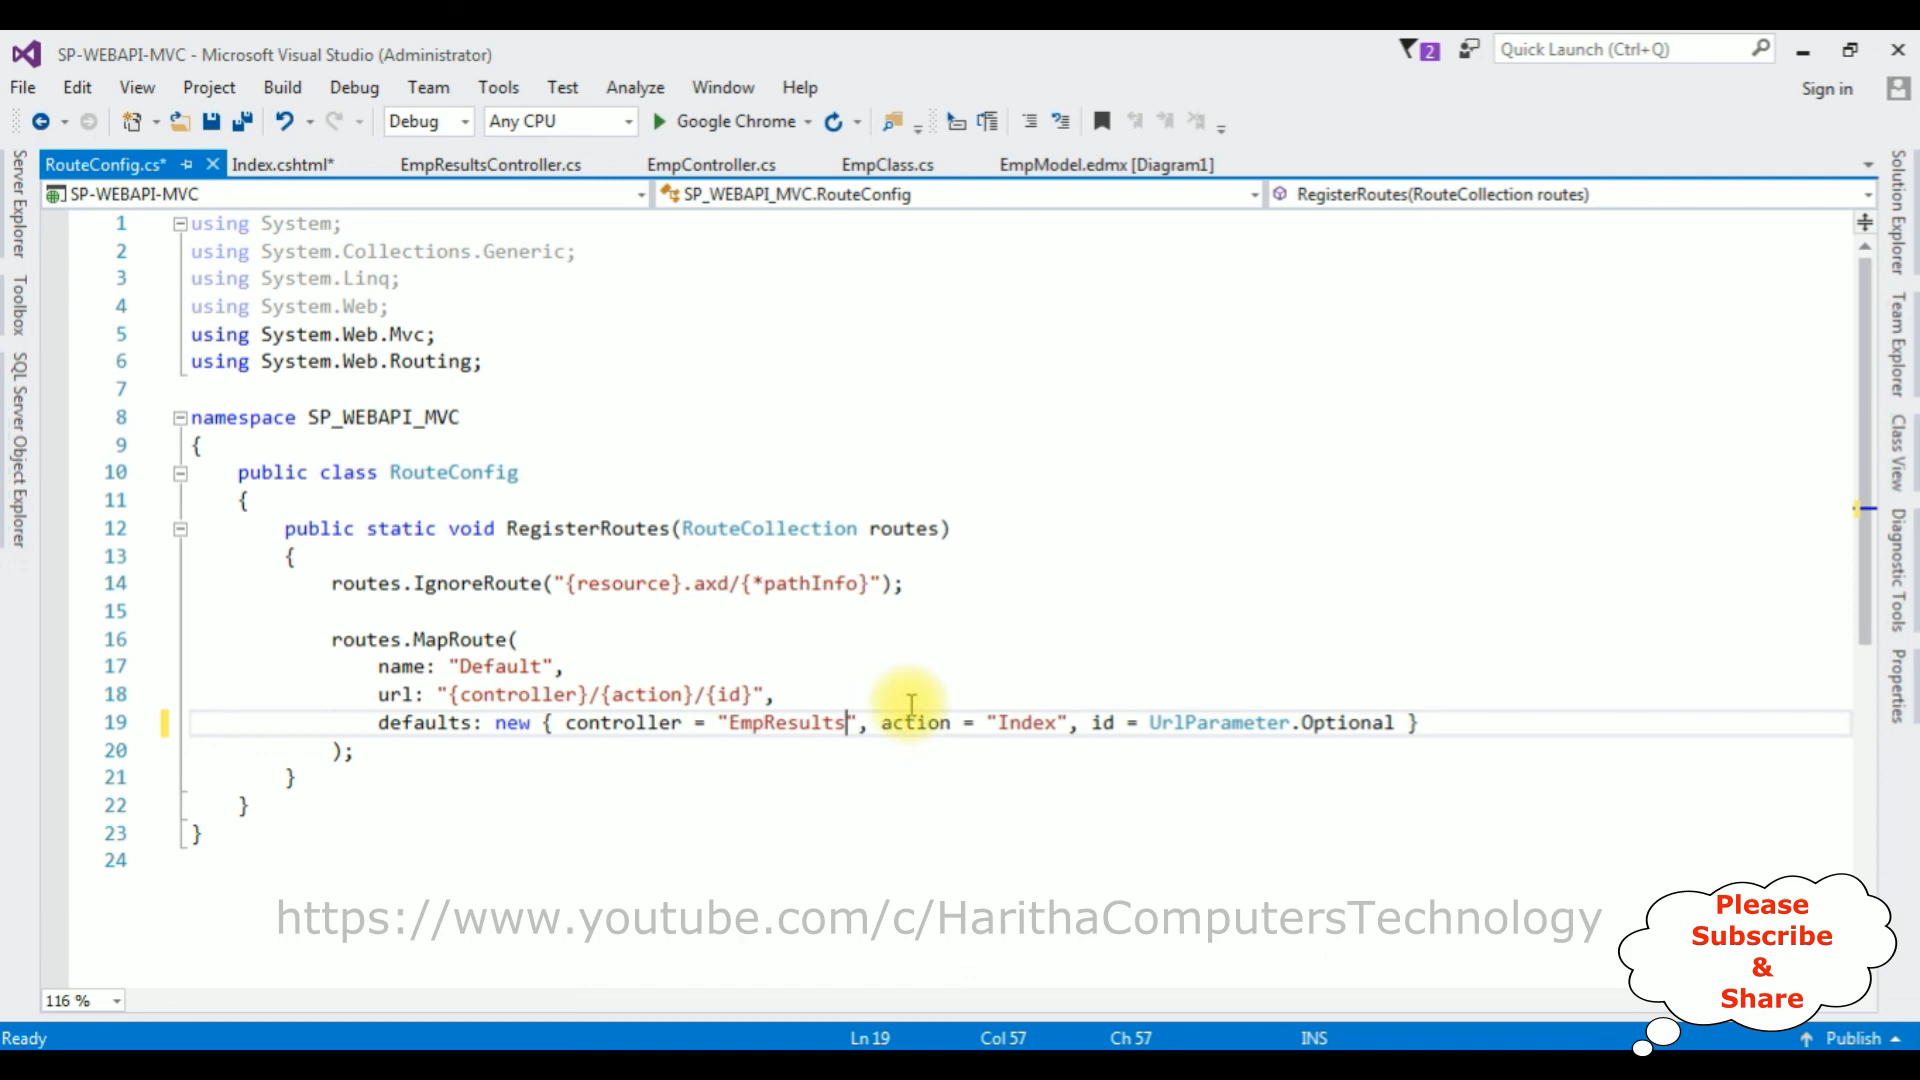 SP-WEBAPI-MVC - Microsoft Visual Studio (Administrator)
2
Quick Launch (Ctrl+Q)
File Edit View Project Build Debug Team Tools Test Analyze Window Help
Sign in
Debug Any CPU Google Chrome
RouteConfig.cs* Index.cshtml* EmpResultsController.cs EmpController.cs EmpClass.cs EmpModel.edmx [Diagram1]
SP-WEBAPI-MVC SP_WEBAPI_MVC.RouteConfig RegisterRoutes(RouteCollection routes)
Server Explorer
Toolbox
SQL Server Object Explorer
1 using System;
2 using System.Collections.Generic;
3 using System.Linq;
4 using System.Web;
5 using System.Web.Mvc;
6 using System.Web.Routing;
7
8 namespace SP_WEBAPI_MVC
9 {
10 public class RouteConfig
11 {
12 public static void RegisterRoutes(RouteCollection routes)
13 {
14 routes.IgnoreRoute("{resource}.axd/{*pathInfo}");
15
16 routes.MapRoute(
17 name: "Default",
18 url: "{controller}/{action}/{id}",
19 defaults: new { controller = "EmpResults", action = "Index", id = UrlParameter.Optional }
20 );
21 }
22 }
23 }
24
Solution Explorer
Team Explorer
Class View
Diagnostic Tools
Properties
https://www.youtube.com/c/HarithaComputersTechnology
Please
Subscribe
&
Share
116 %
Ready Ln 19 Col 57 Ch 57 INS Publish